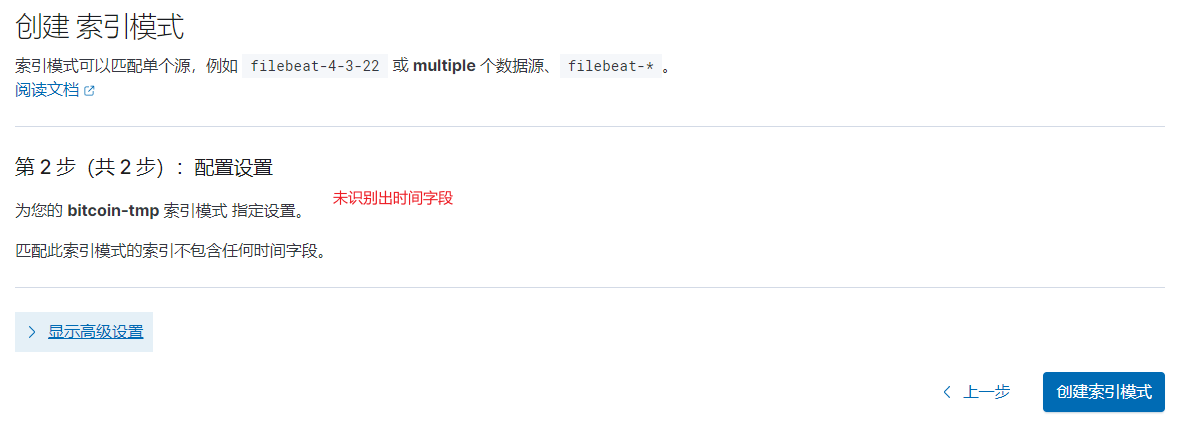 创建 索引模式
索引模式可以匹配单个源，例如 filebeat-4-3-22 或 multiple 个数据源、 filebeat-* 。
阅读文档
第 2 步（共 2 步）：配置设置
未识别出时间字段
为您的 bitcoin-tmp 索引模式 指定设置。
匹配此索引模式的索引不包含任何时间字段。
显示高级设置
上一步
创建索引模式